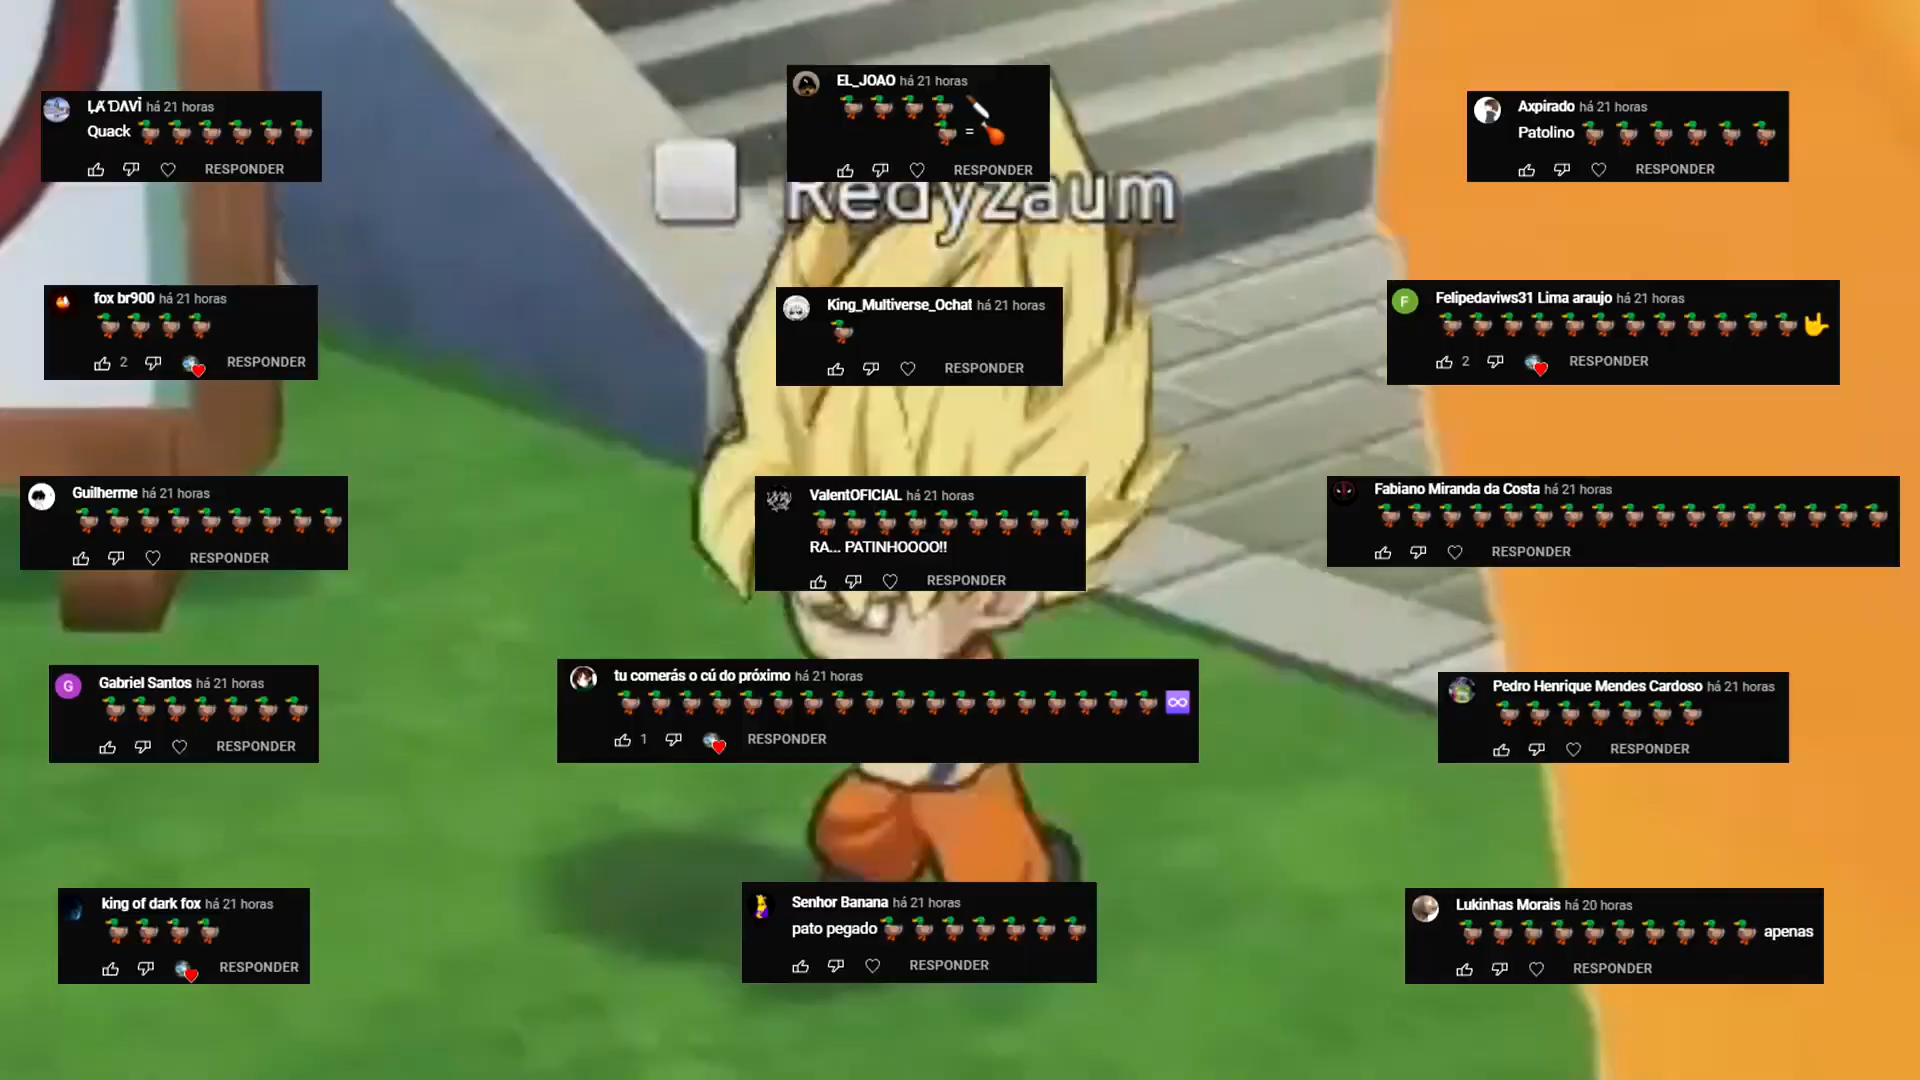 LA DAVI há 21 horas
Quack 🦆🦆🦆🦆🦆🦆
RESPONDER
EL_JOAO há 21 horas
🦆🦆🦆🦆🔪
🦆 = 🍗
RESPONDER
Axpirado há 21 horas
Patolino 🦆🦆🦆🦆🦆🦆
RESPONDER
Redyzaum
fox br900 há 21 horas
🦆🦆🦆🦆
2 RESPONDER
King_Multiverse_Ochat há 21 horas
🦆
RESPONDER
Felipedaviws31 Lima araujo há 21 horas
🦆🦆🦆🦆🦆🦆🦆🦆🦆🦆🦆🦆🤟
2 RESPONDER
Guilherme há 21 horas
🦆🦆🦆🦆🦆🦆🦆🦆🦆
RESPONDER
ValentOFICIAL há 21 horas
🦆🦆🦆🦆🦆🦆🦆🦆🦆
RA... PATINHOOOO!!
RESPONDER
Fabiano Miranda da Costa há 21 horas
🦆🦆🦆🦆🦆🦆🦆🦆🦆🦆🦆🦆🦆🦆🦆🦆🦆
RESPONDER
G
Gabriel Santos há 21 horas
🦆🦆🦆🦆🦆🦆🦆
RESPONDER
tu comerás o cú do próximo há 21 horas
🦆🦆🦆🦆🦆🦆🦆🦆🦆🦆🦆🦆🦆🦆🦆🦆🦆🦆♾️
1 RESPONDER
Pedro Henrique Mendes Cardoso há 21 horas
🦆🦆🦆🦆🦆🦆🦆
RESPONDER
king of dark fox há 21 horas
🦆🦆🦆🦆
RESPONDER
Senhor Banana há 21 horas
pato pegado 🦆🦆🦆🦆🦆🦆🦆
RESPONDER
Lukinhas Morais há 20 horas
🦆🦆🦆🦆🦆🦆🦆🦆🦆🦆 apenas
RESPONDER